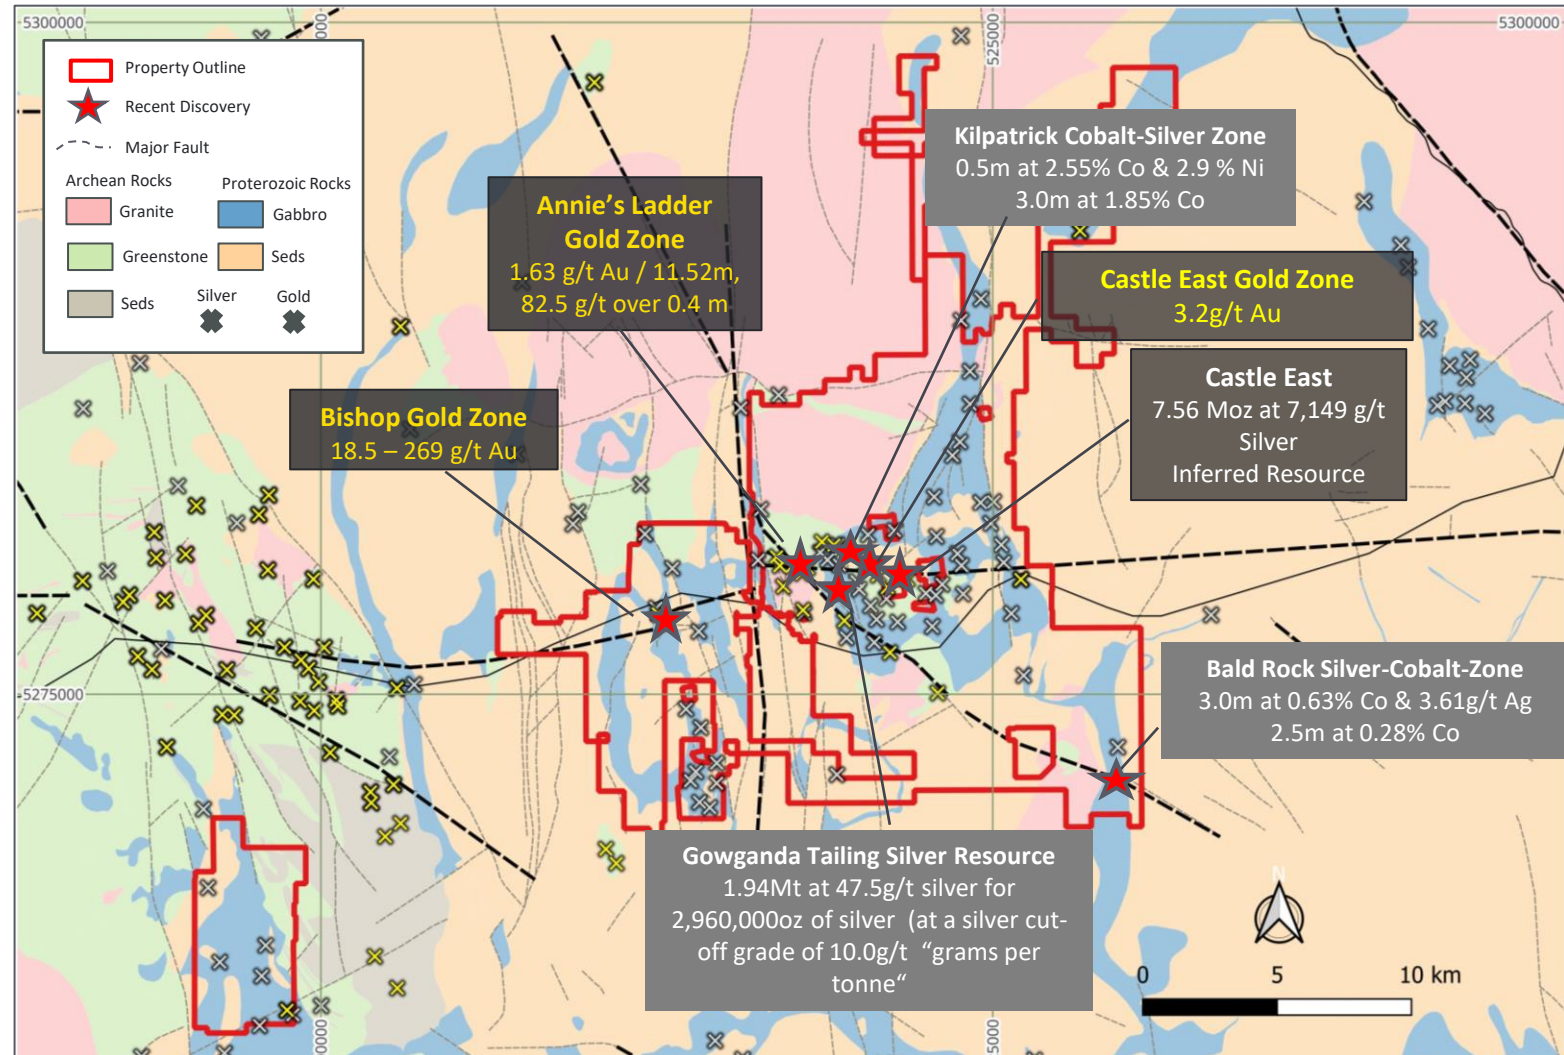 5300000
5300000
525000
Property Outline
Recent Discovery
Major Fault
Archean Rocks
Proterozoic Rocks
Granite
Gabbro
Greenstone
Seds
Seds
Silver
Gold
Kilpatrick Cobalt-Silver Zone
0.5m at 2.55% Co & 2.9 % Ni
3.0m at 1.85% Co
Annie’s Ladder
Gold Zone
1.63 g/t Au / 11.52m,
82.5 g/t over 0.4 m
Castle East Gold Zone
3.2g/t Au
Castle East
7.56 Moz at 7,149 g/t
Silver
Inferred Resource
Bishop Gold Zone
18.5 – 269 g/t Au
5275000
5275000
Bald Rock Silver-Cobalt-Zone
3.0m at 0.63% Co & 3.61g/t Ag
2.5m at 0.28% Co
Gowganda Tailing Silver Resource
1.94Mt at 47.5g/t silver for
2,960,000oz of silver (at a silver cut-
off grade of 10.0g/t “grams per
tonne“
N
0 5 10 km